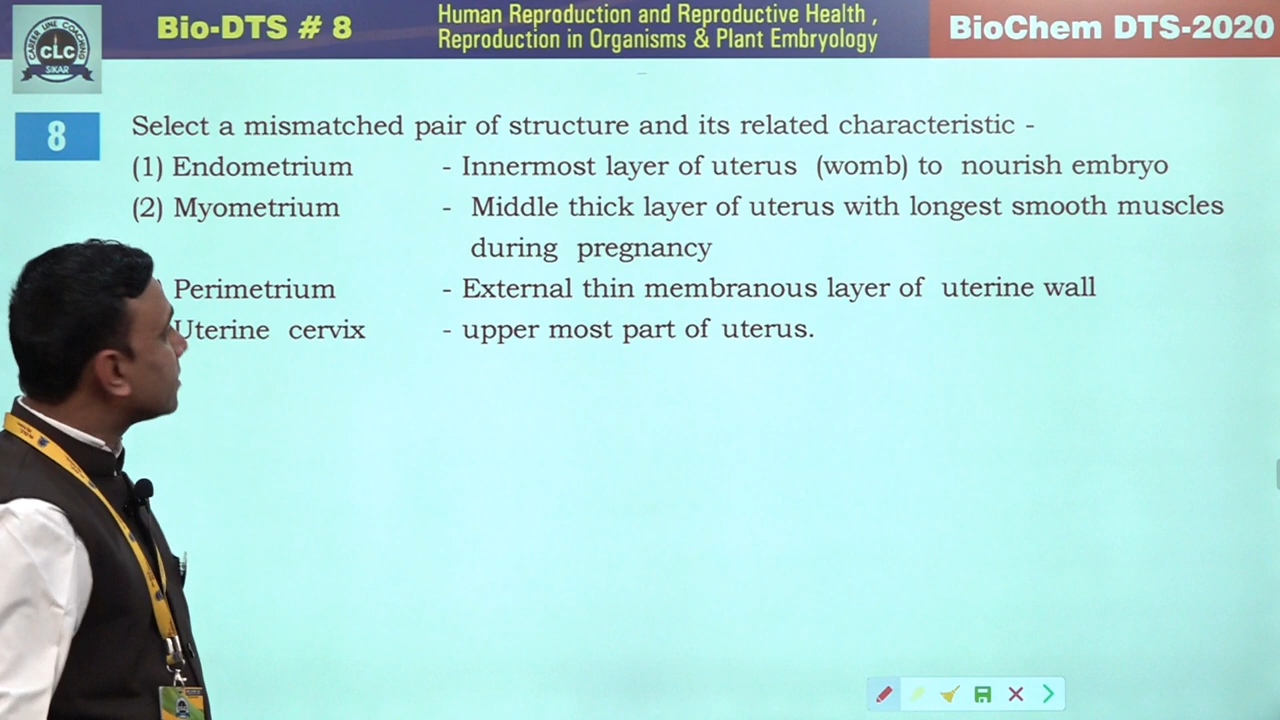 Bio-DTS # 8
Human Reproduction and Reproductive Health ,
Reproduction in Organisms & Plant Embryology
BioChem DTS-2020
CAREER LINE COACHING
CLC
SIKAR
8
Select a mismatched pair of structure and its related characteristic -
(1) Endometrium - Innermost layer of uterus (womb) to nourish embryo
(2) Myometrium - Middle thick layer of uterus with longest smooth muscles
during pregnancy
Perimetrium - External thin membranous layer of uterine wall
Uterine cervix - upper most part of uterus.